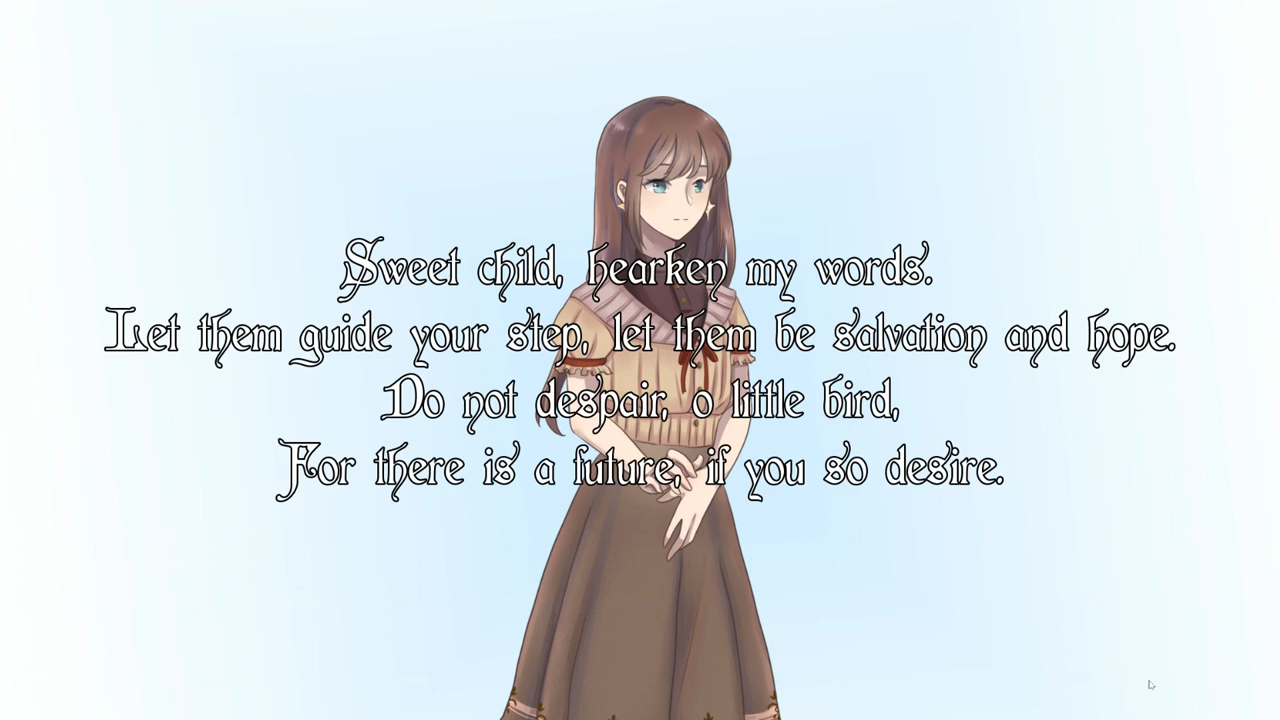 Sweet child, hearken my words.
Let them guide your step, let them be salvation and hope.
Do not despair, o little bird,
For there is a future, if you so desire.